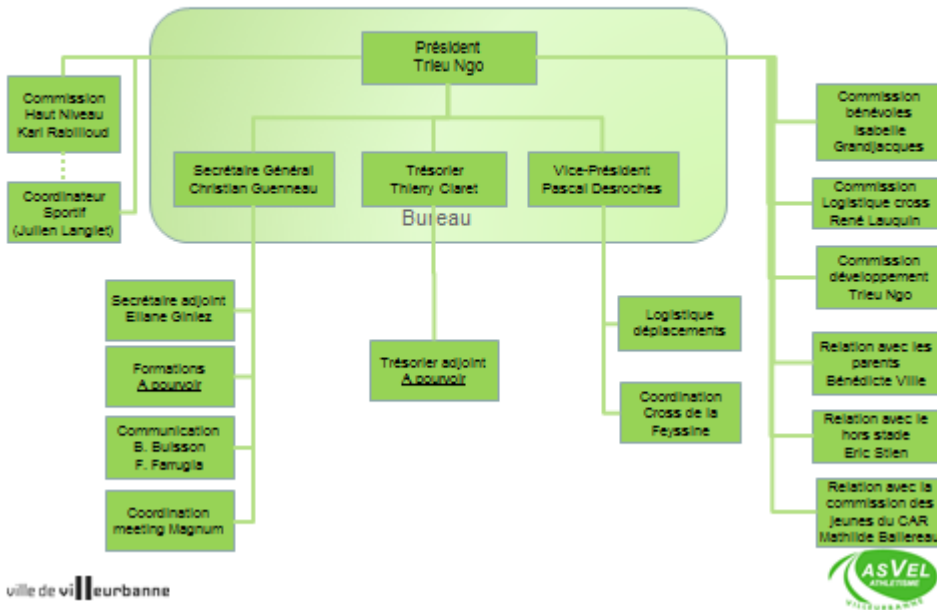 Président
Trieu Ngo
Commission
Haut Niveau
Karl Rabilloud
Coordinateur
Sportif
(Julien Langlet)
Secrétaire Général
Christian Guenneau
Trésorier
Thierry Claret
Vice-Président
Pascal Desroches
Bureau
Secrétaire adjoint
Eliane Giniez
Formations
A pourvoir
Communication
B. Buisson
F. Farrugia
Coordination
meeting Magnum
Trésorier adjoint
A pourvoir
Logistique
déplacements
Coordination
Cross de la
Feyssine
Commission
bénévoles
Isabelle
Grandjacques
Commission
Logistique cross
René Lauquin
Commission
développement
Trieu Ngo
Relation avec les
parents
Bénédicte Ville
Relation avec le
hors stade
Eric Stien
Relation avec la
commission des
jeunes du CAR
Mathilde Ballereau
ville de villeurbanne
ASVEL
ATHLETISME
VILLEURBANNE